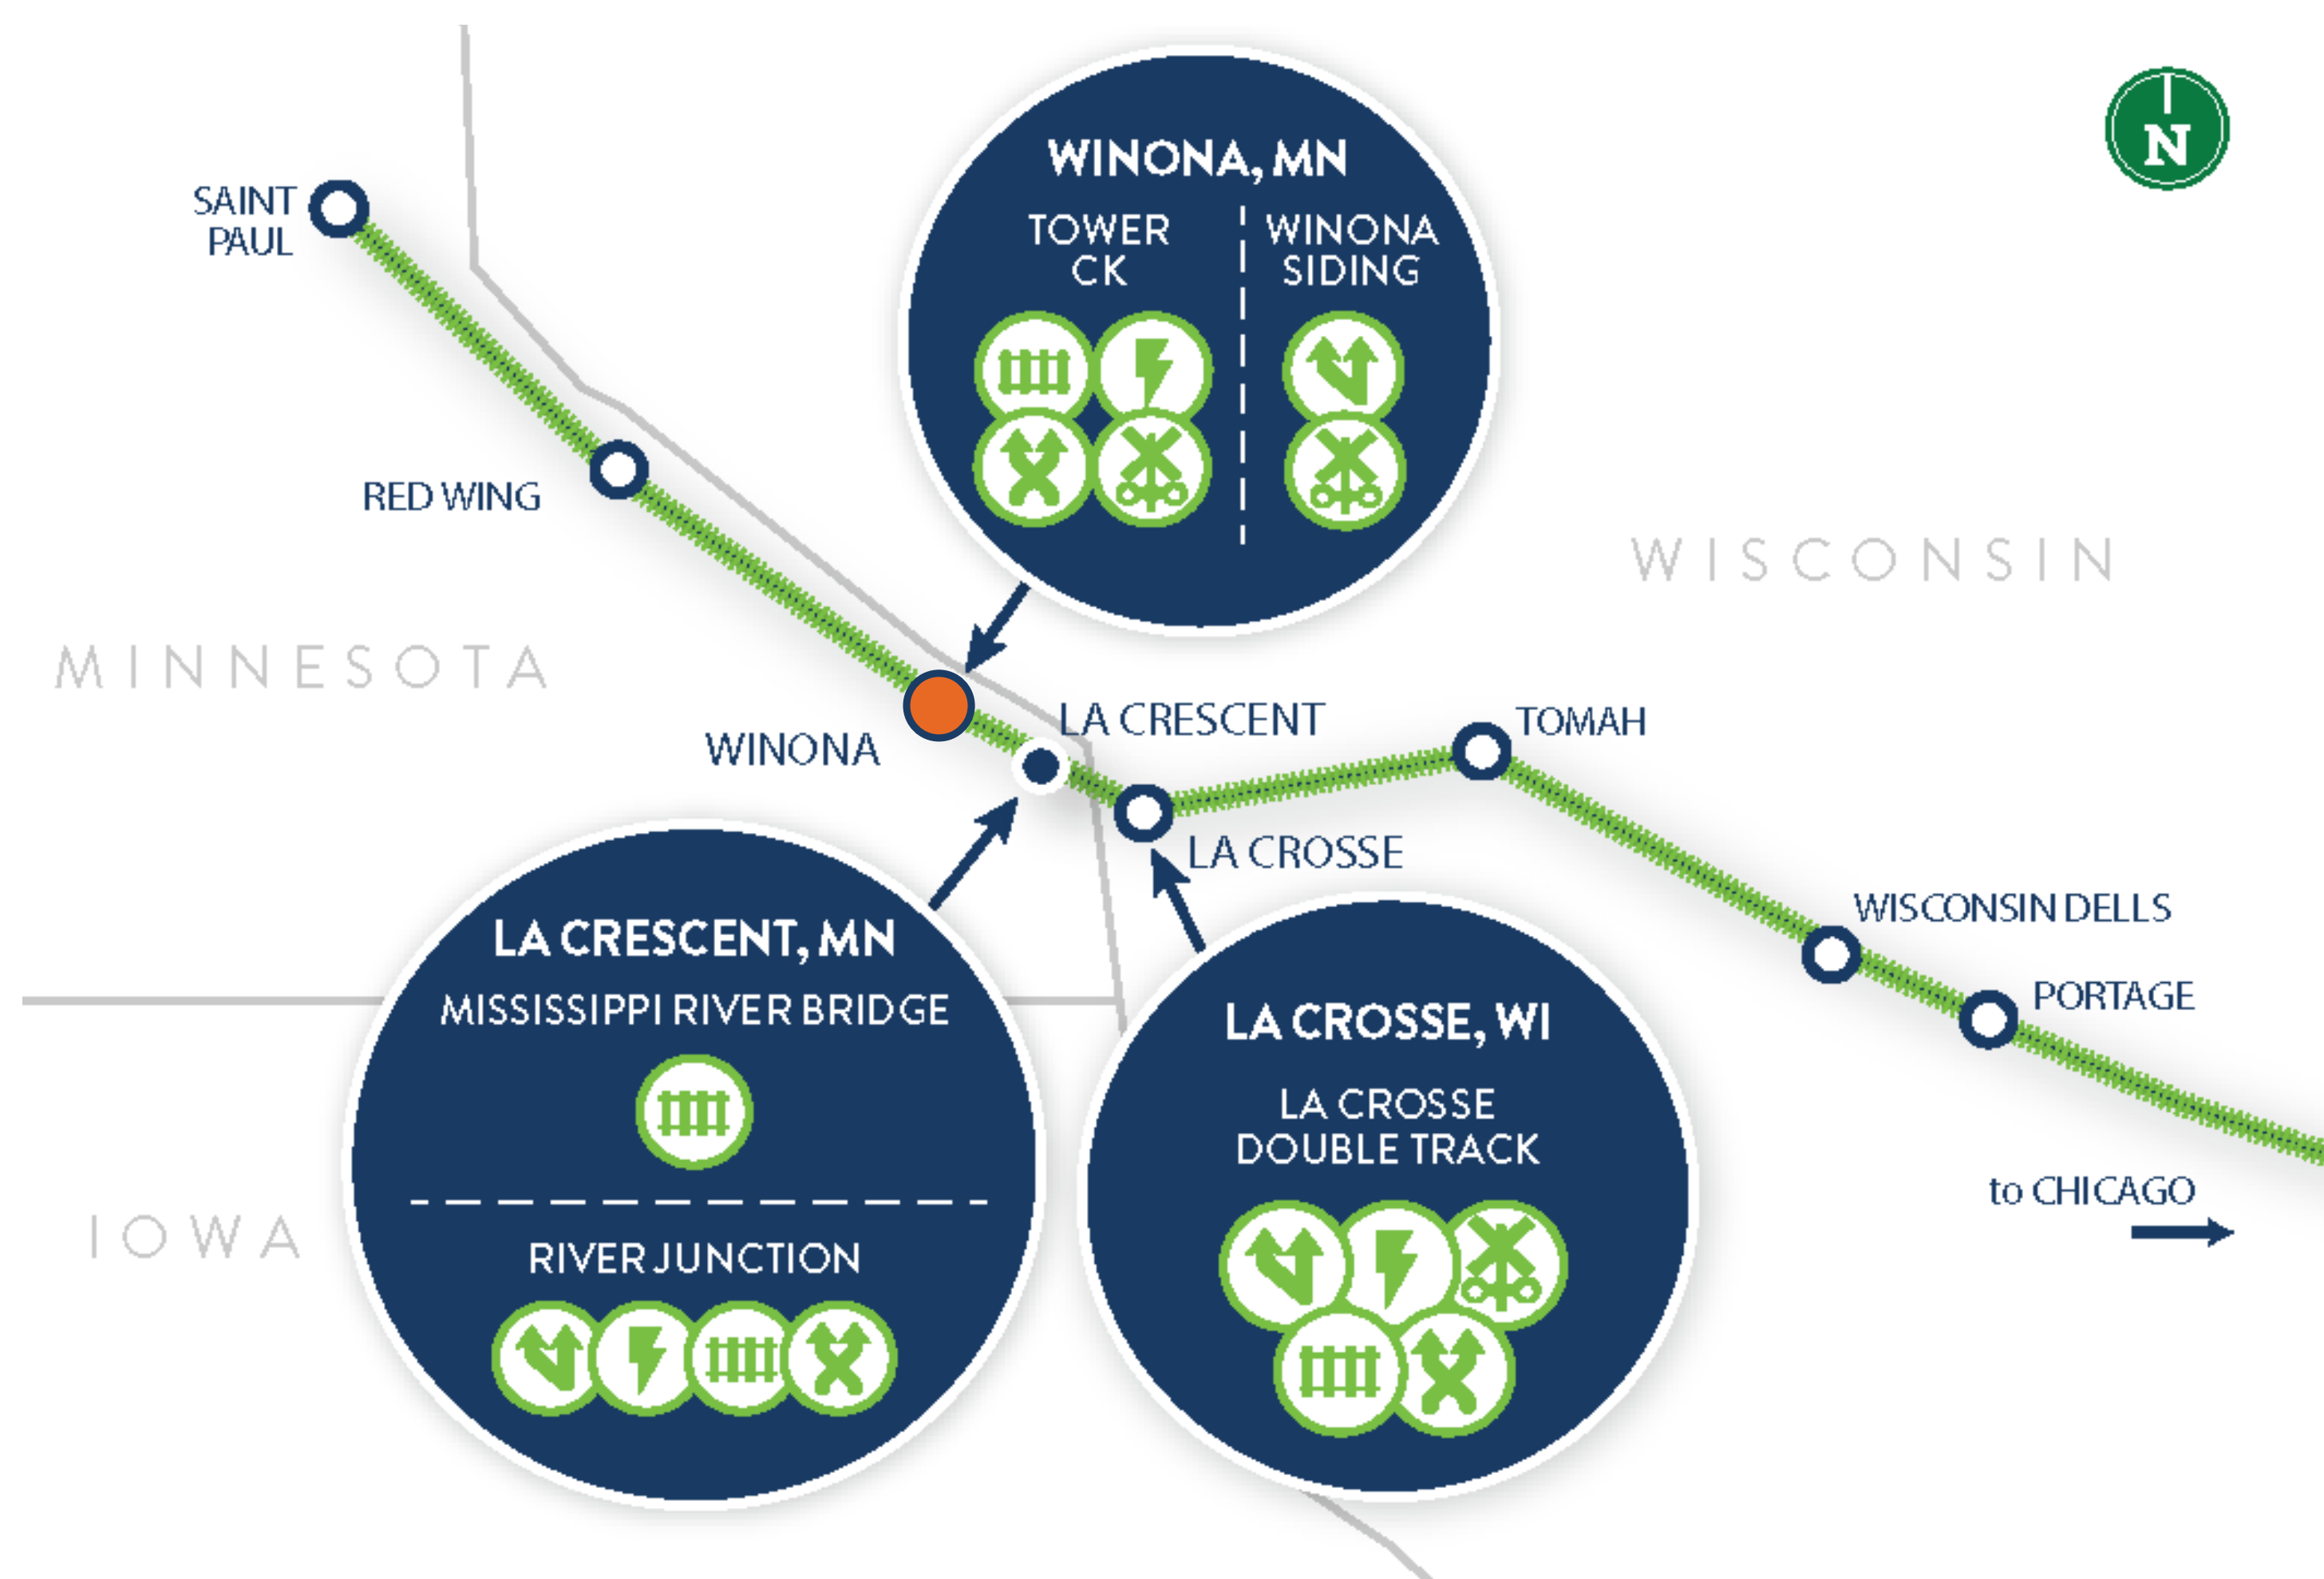 N
WINONA, MN
TOWER
CK
WINONA
SIDING
SAINT
PAUL
RED WING
WISCONSIN
MINNESOTA
WINONA
LA CRESCENT
TOMAH
LA CROSSE
WISCONSIN DELLS
PORTAGE
LA CRESCENT, MN
MISSISSIPPI RIVER BRIDGE
RIVER JUNCTION
LA CROSSE, WI
LA CROSSE
DOUBLE TRACK
IOWA
to CHICAGO